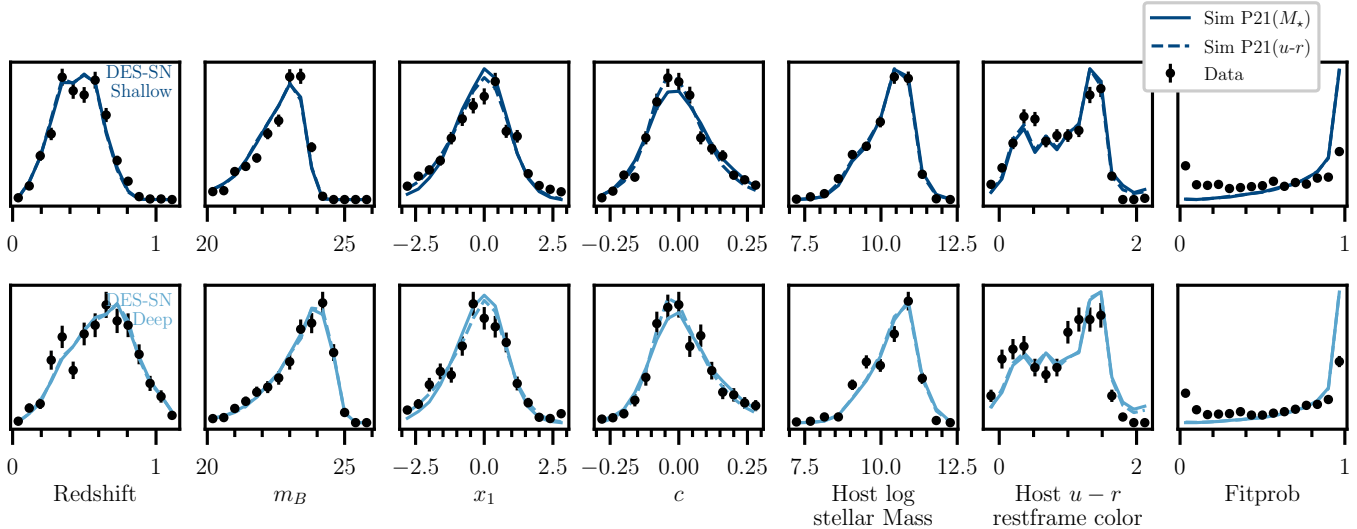 Sim P21(M⋆)
Sim P21(u-r)
Data
DES-SN
Shallow
0 1
20 25
−2.5 0.0 2.5
−0.25 0.00 0.25
7.5 10.0 12.5
0 2
0 1
DES-SN
Deep
0 1
20 25
−2.5 0.0 2.5
−0.25 0.00 0.25
7.5 10.0 12.5
0 2
0 1
Redshift
m_B
x_1
c
Host log
stellar Mass
Host u − r
restframe color
Fitprob